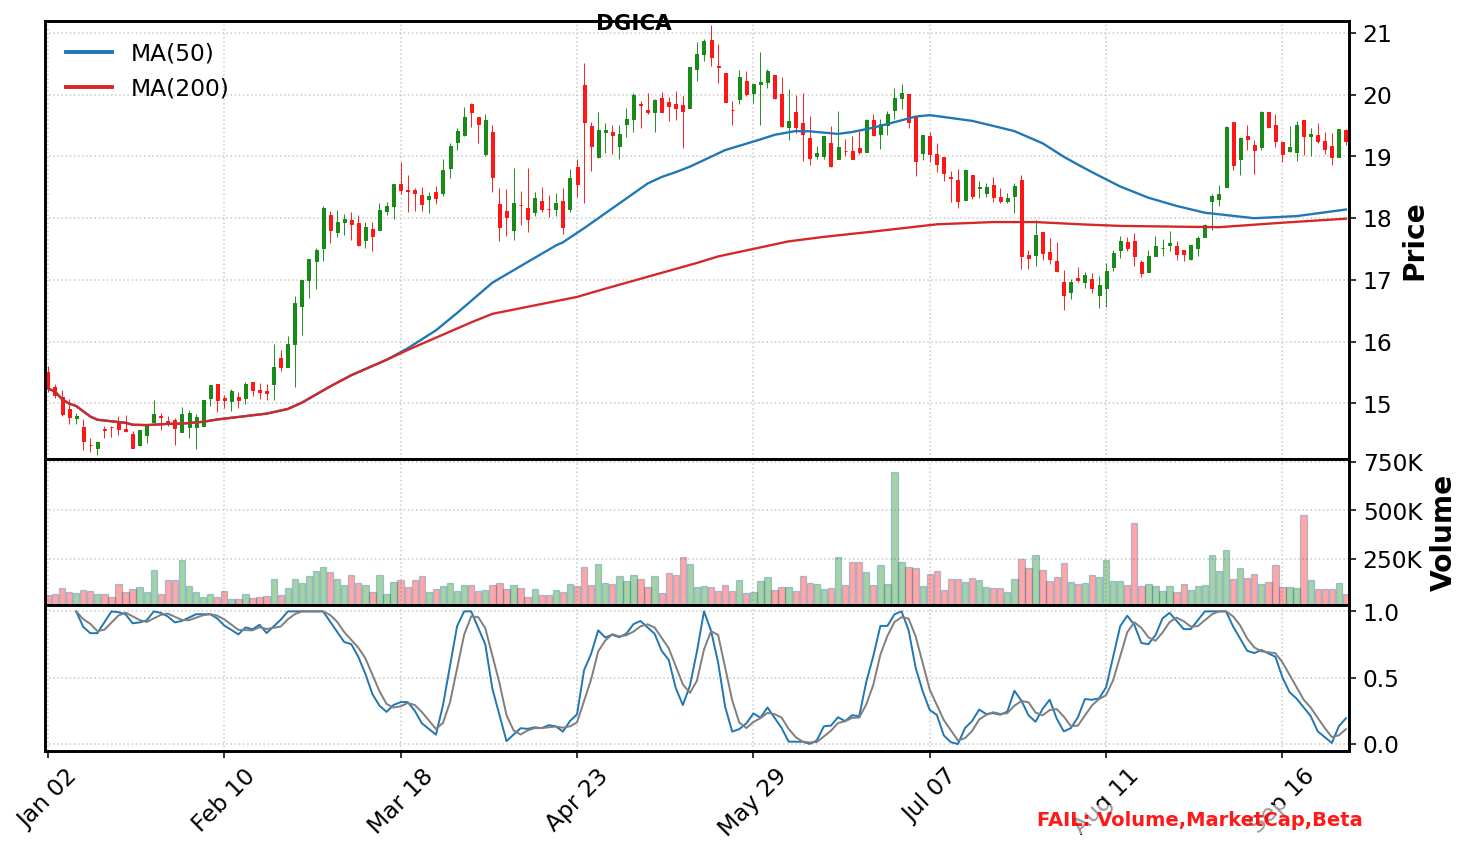 DGICA
MA(50)
MA(200)
21
20
19
18
17
16
15
Price
750K
500K
250K
Volume
1.0
0.5
0.0
Jan 02
Feb 10
Mar 18
Apr 23
May 29
Jul 07
Aug 11
Sep 16
FAIL: Volume,MarketCap,Beta